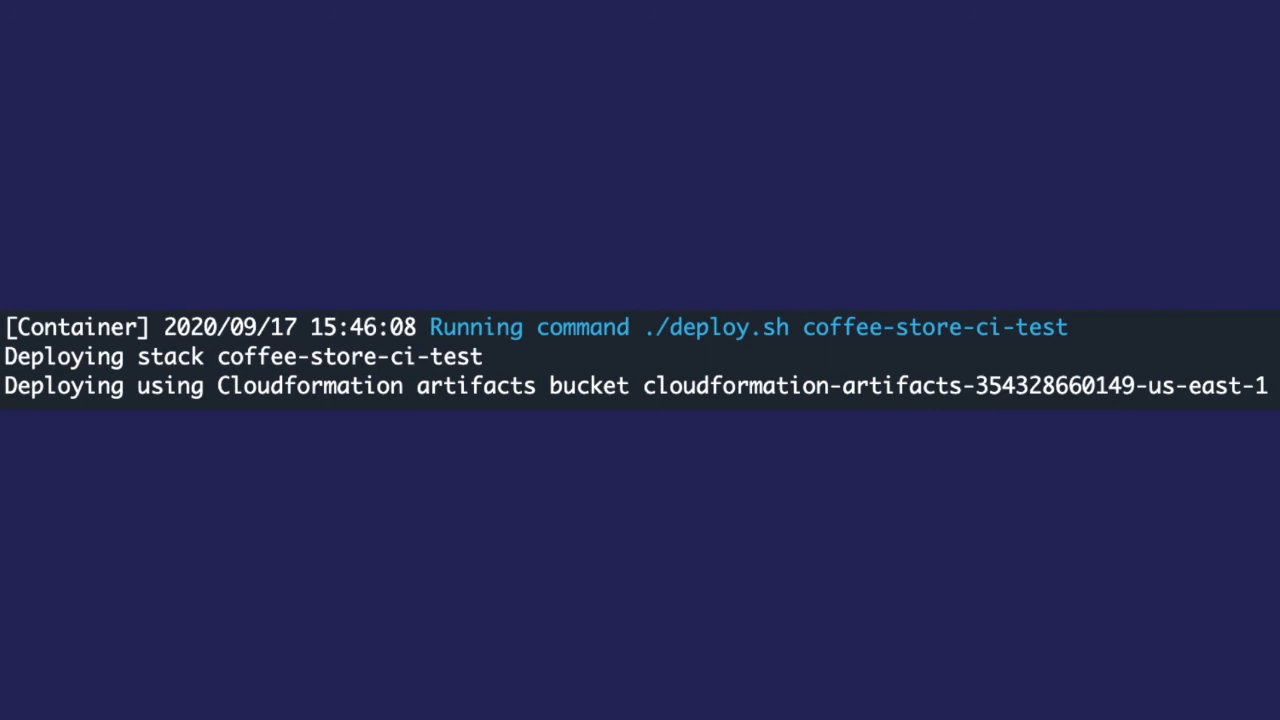 [Container] 2020/09/17 15:46:08 Running command ./deploy.sh coffee-store-ci-test
Deploying stack coffee-store-ci-test
Deploying using Cloudformation artifacts bucket cloudformation-artifacts-354328660149-us-east-1